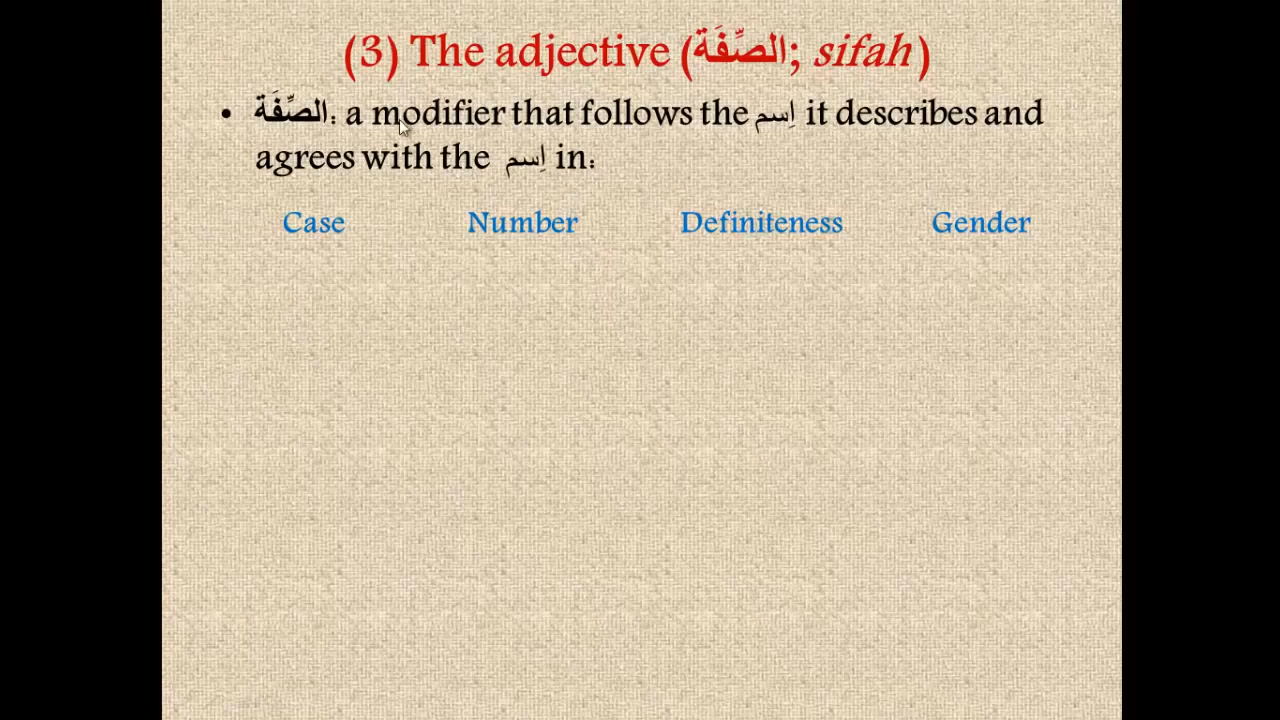 (3) The adjective (الصِّفَة; sifah)
• الصِّفَة: a modifier that follows the اِسم it describes and
agrees with the اِسم in:
Case Number Definiteness Gender